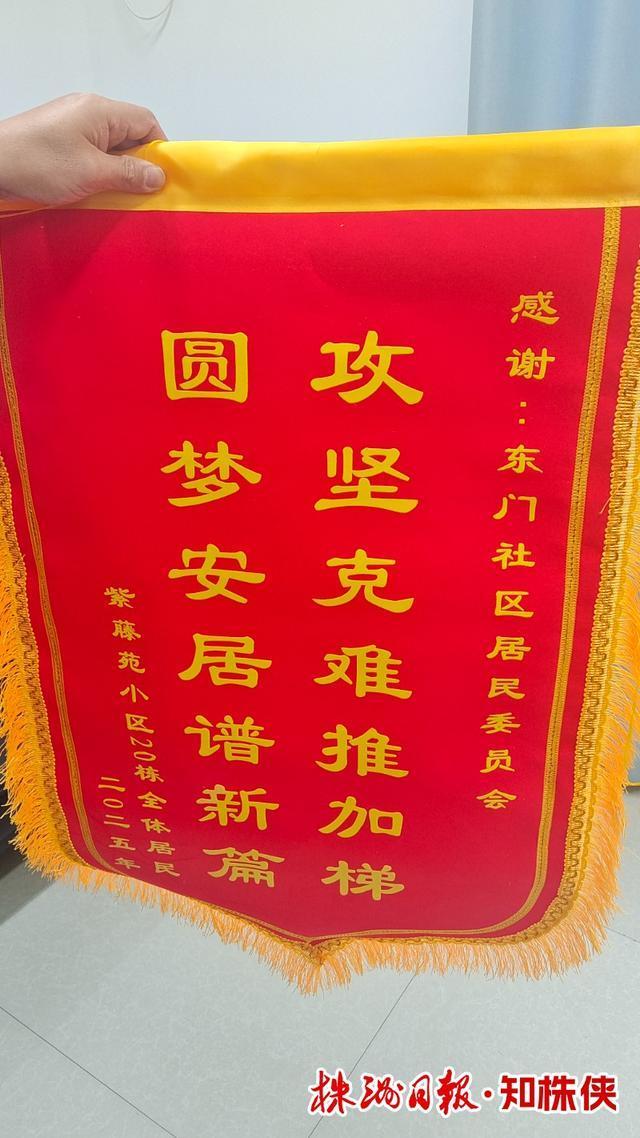 感谢：东门社区居民委员会
攻坚克难推加梯
圆梦安居谱新篇
紫藤苑小区20栋全体居民
二〇二五年
株洲日报·知株侠